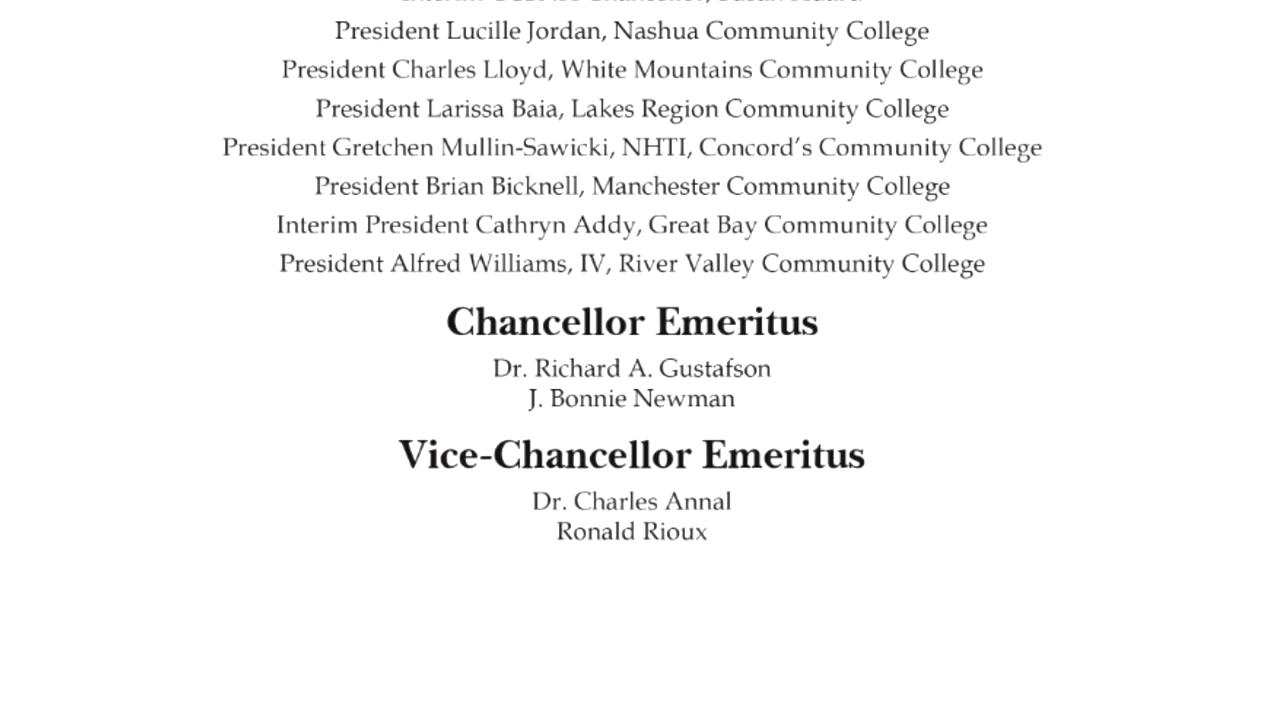 President Lucille Jordan, Nashua Community College
President Charles Lloyd, White Mountains Community College
President Larissa Baia, Lakes Region Community College
President Gretchen Mullin-Sawicki, NHTI, Concord’s Community College
President Brian Bicknell, Manchester Community College
Interim President Cathryn Addy, Great Bay Community College
President Alfred Williams, IV, River Valley Community College
Chancellor Emeritus
Dr. Richard A. Gustafson
J. Bonnie Newman
Vice-Chancellor Emeritus
Dr. Charles Annal
Ronald Rioux